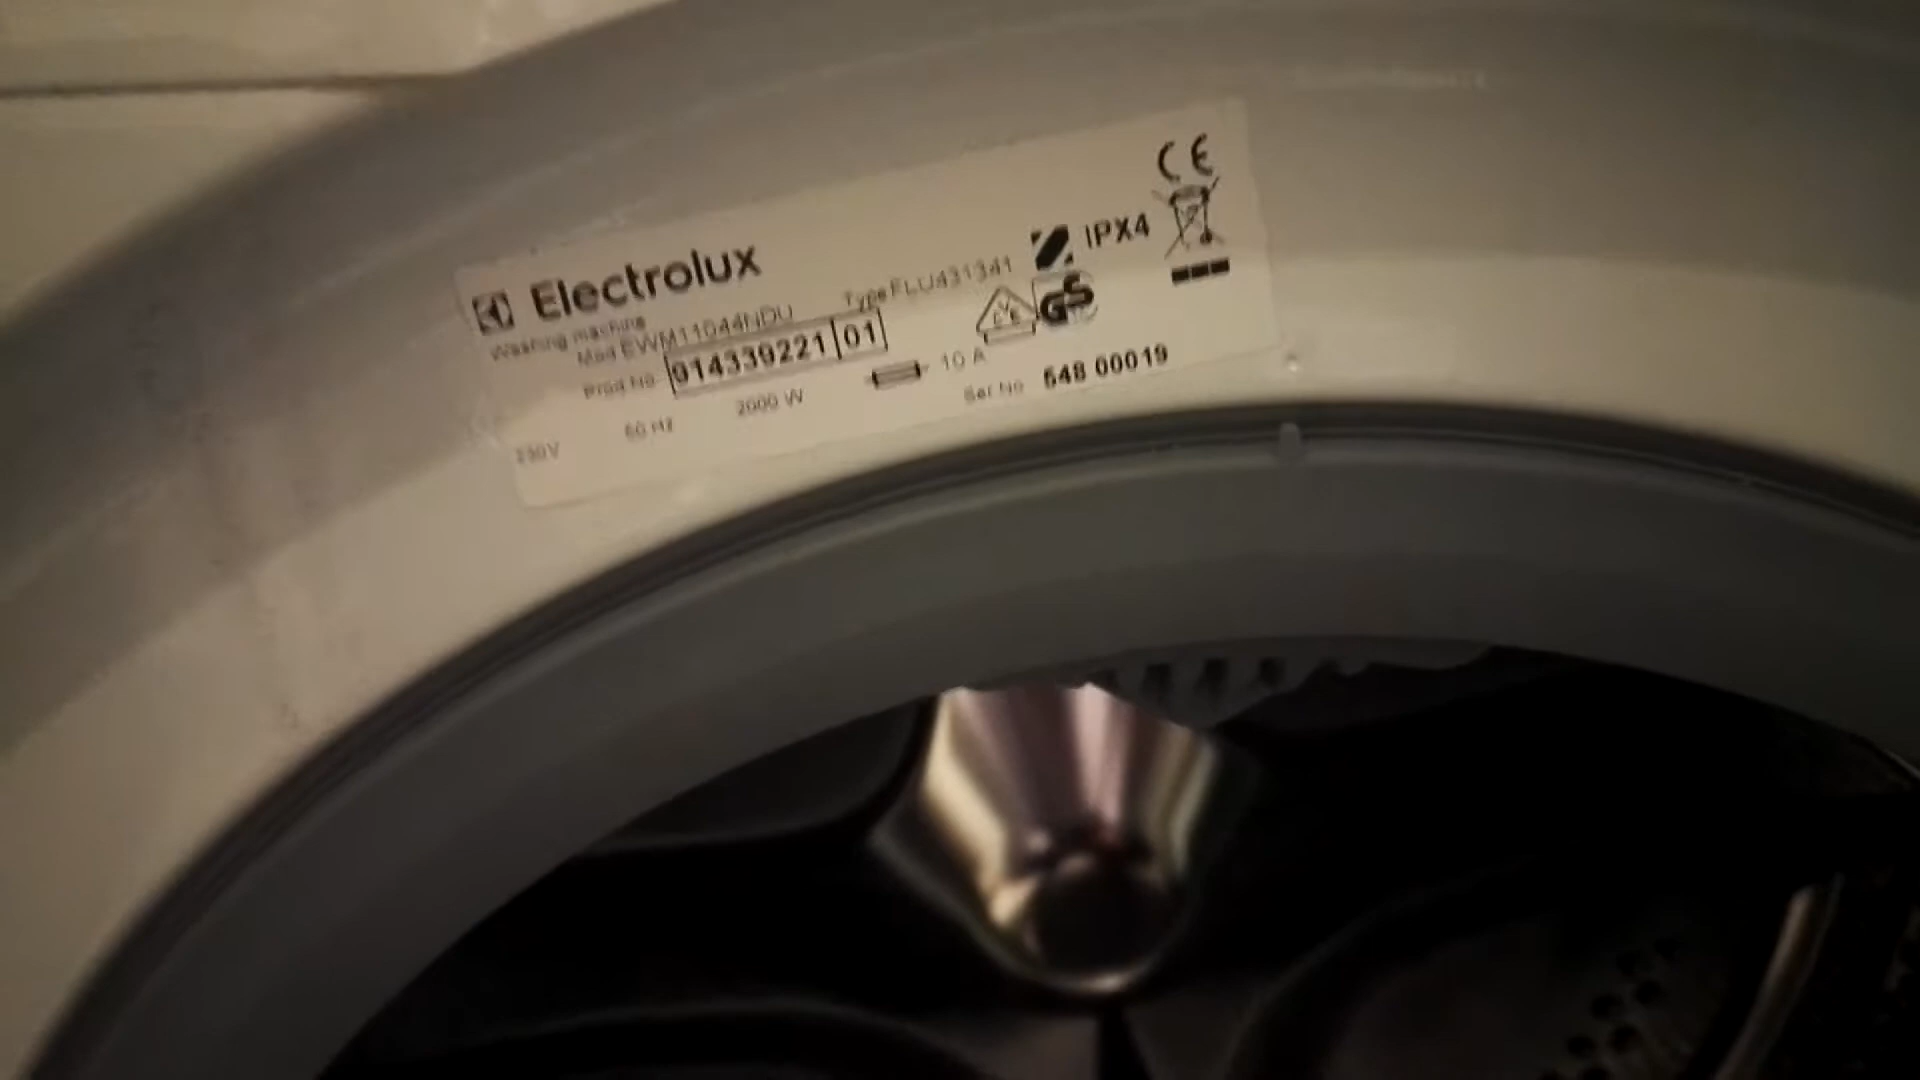 Electrolux
Washing machine
Mod EWM11044NDU Type FLU431341
Prod No 914339221 01
230V 50 Hz 2000 W 10 A
Ser No 548 00019
IPX4
CE
GS